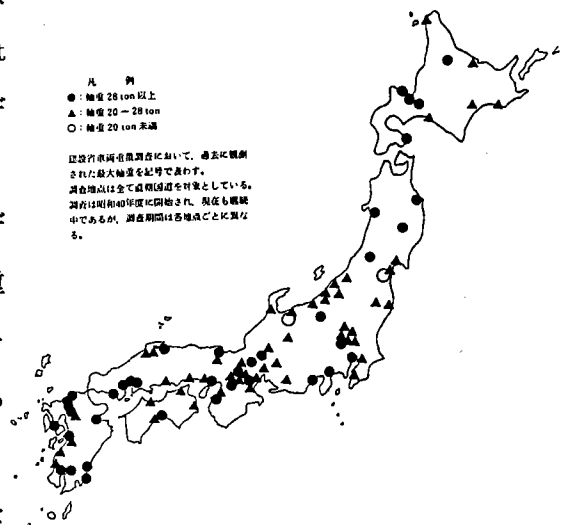 凡 例
●：軸重 28 ton 以上
▲：軸重 20 ー 28 ton
○：軸重 20 ton 未満
建設省車両重量調査において、過去に観測
された最大軸重を記号で表わす。
調査地点は全て直轄国道を対象としている。
調査は昭和40年度に開始され、現在も継続
中であるが、調査期間は各地点ごとに異な
る。